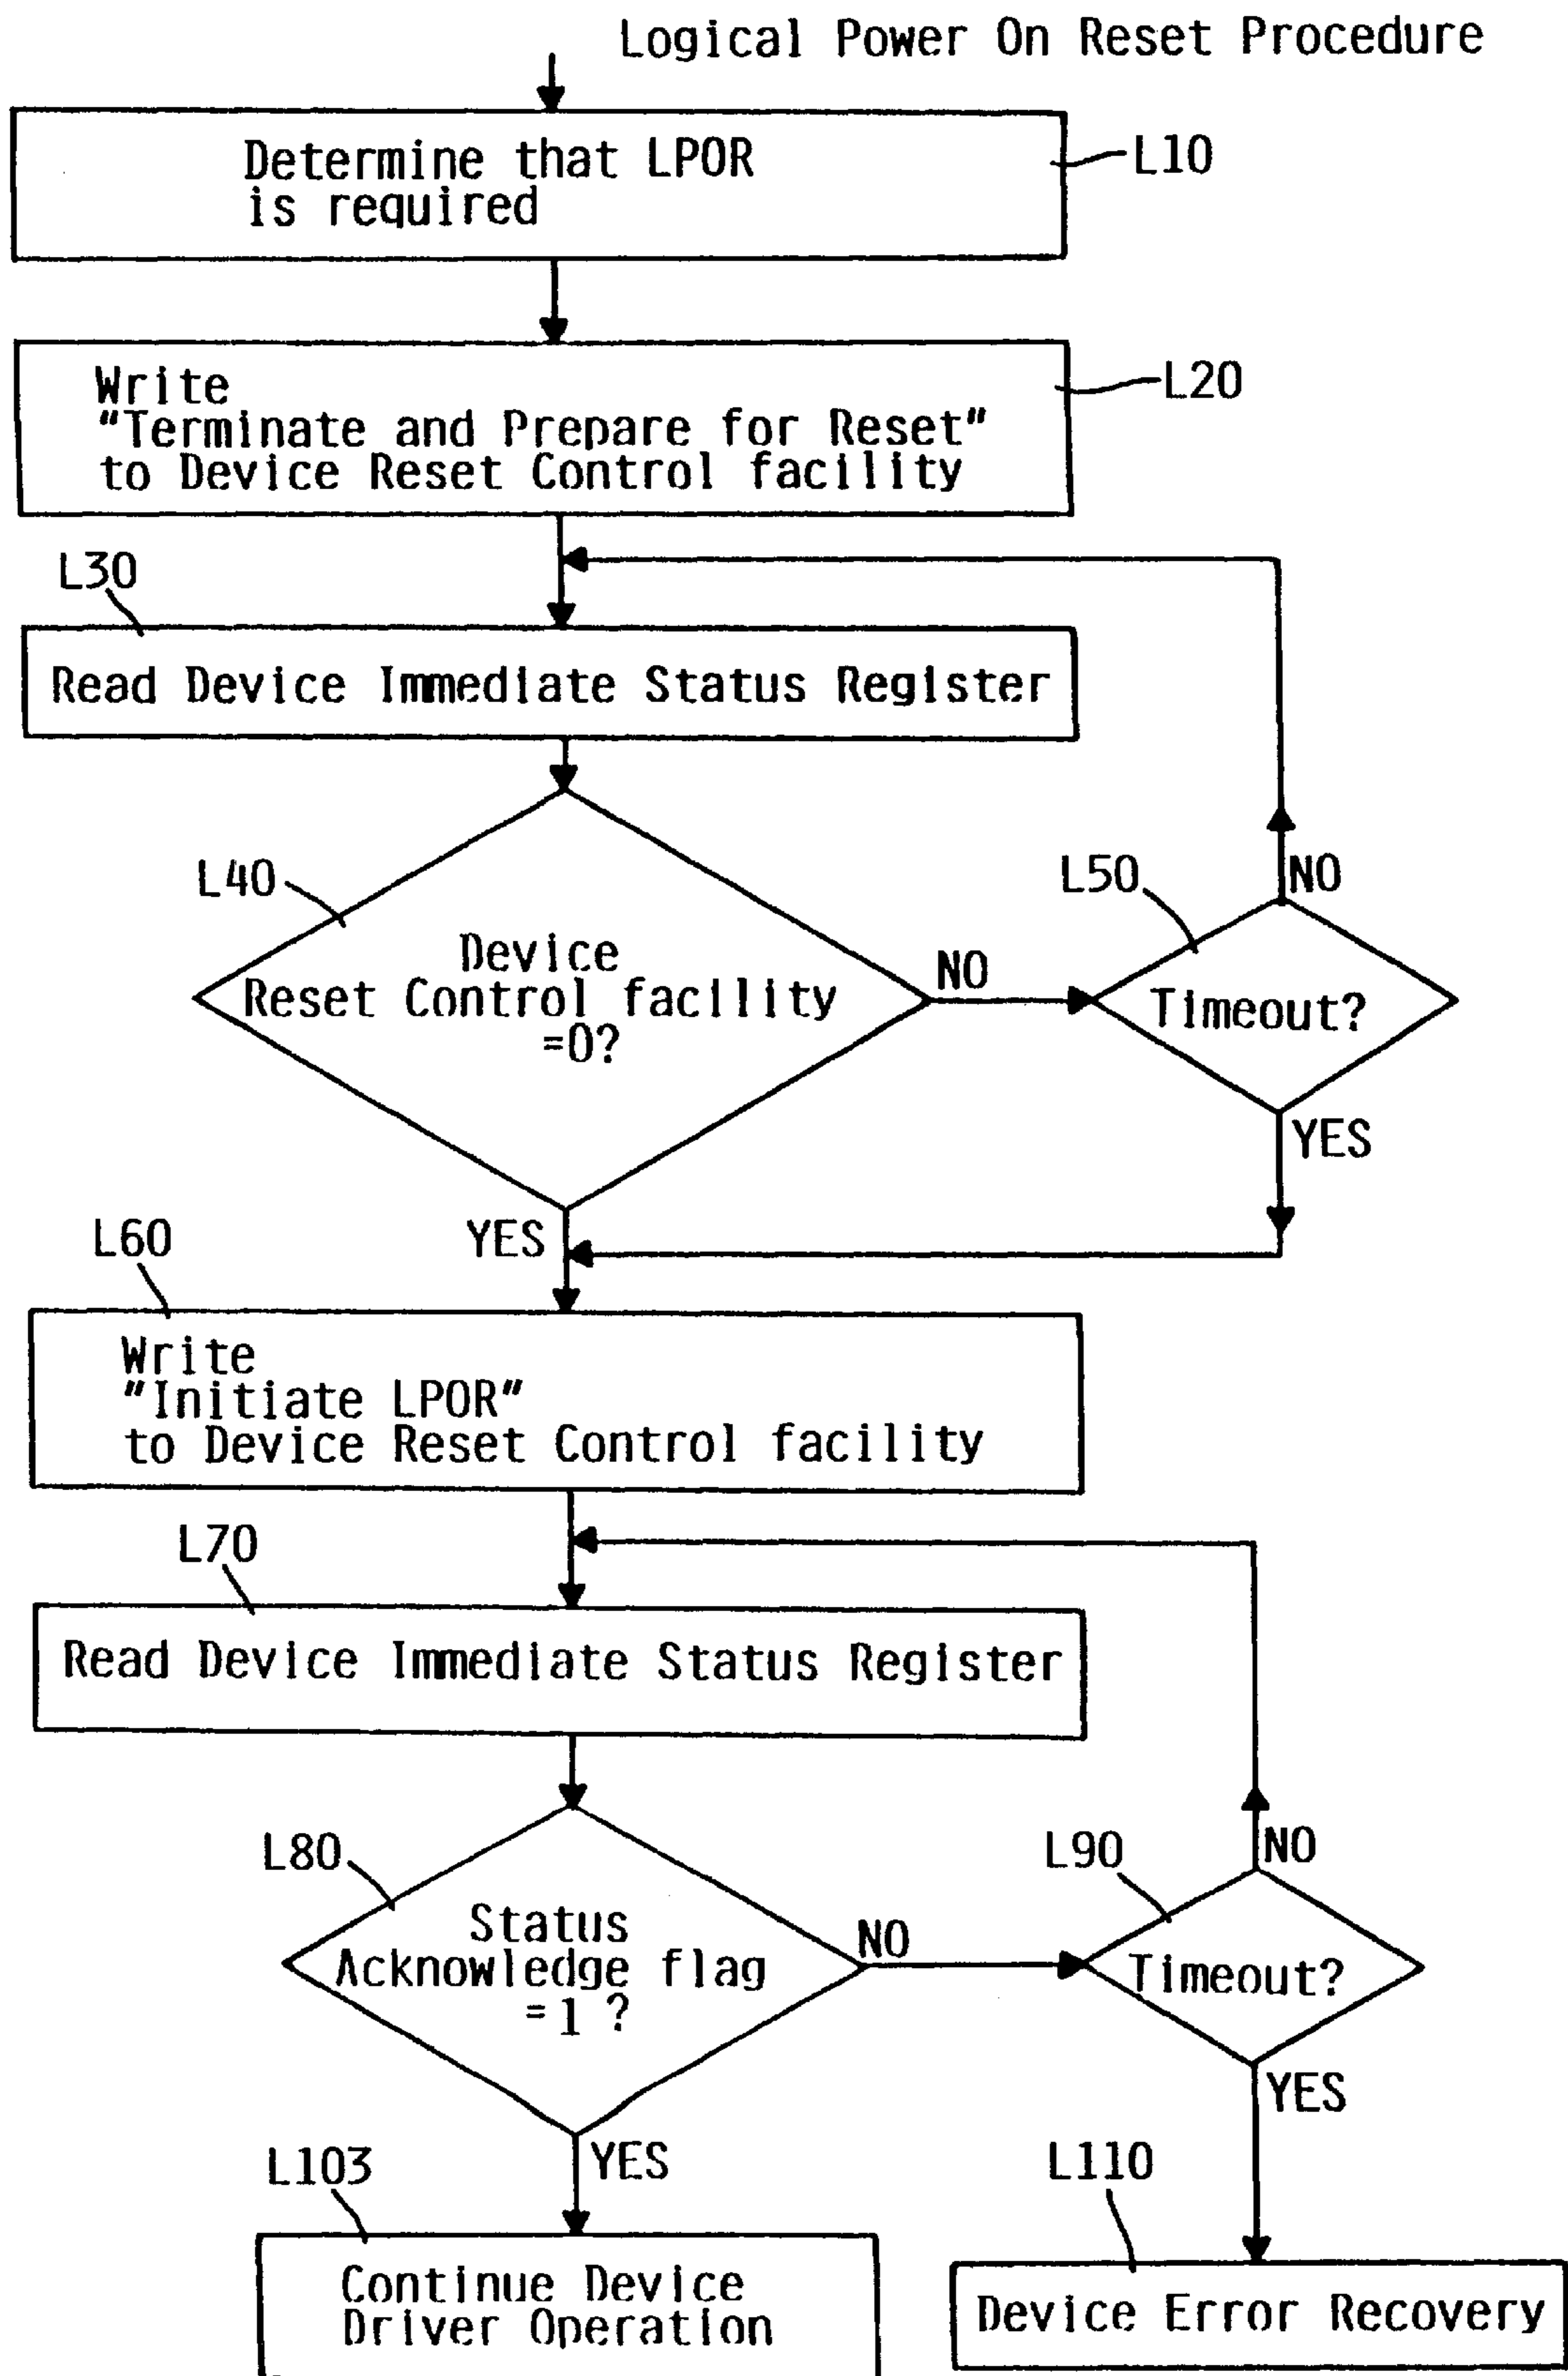 Logical Power On Reset Procedure
Determine that LPOR
is required
L10
Write
"Terminate and Prepare for Reset"
to Device Reset Control facility
L20
L30
Read Device Immediate Status Register
L40
Device
Reset Control facility
=0?
NO
L50
Timeout?
NO
YES
YES
L60
Write
"Initiate LPOR"
to Device Reset Control facility
L70
Read Device Immediate Status Register
L80
Status
Acknowledge flag
=1 ?
NO
L90
Timeout?
NO
YES
YES
L103
Continue Device
Driver Operation
L110
Device Error Recovery